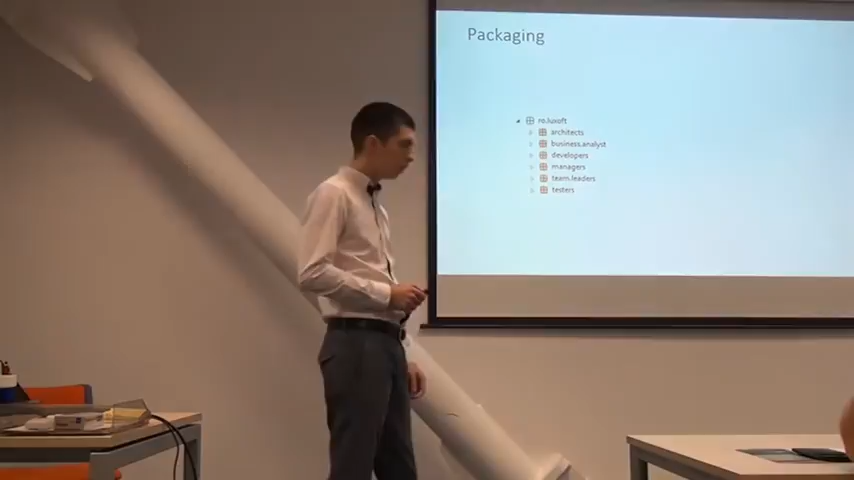 Packaging
ro.luxoft
architects
business.analyst
developers
managers
team.leaders
testers